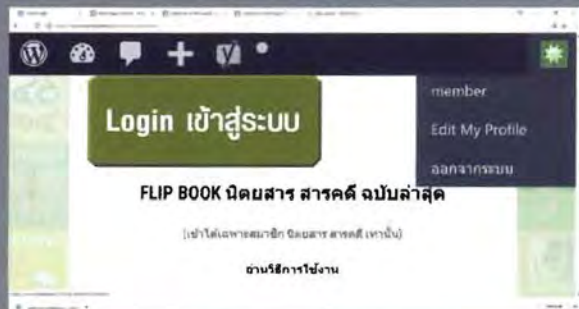 member
Login เข้าสู่ระบบ
Edit My Profile
ออกจากระบบ
FLIP BOOK นิตยสาร สารคดี ฉบับล่าสุด
(เข้าได้เฉพาะสมาชิก นิตยสาร สารคดี เท่านั้น)
อ่านวิธีการใช้งาน